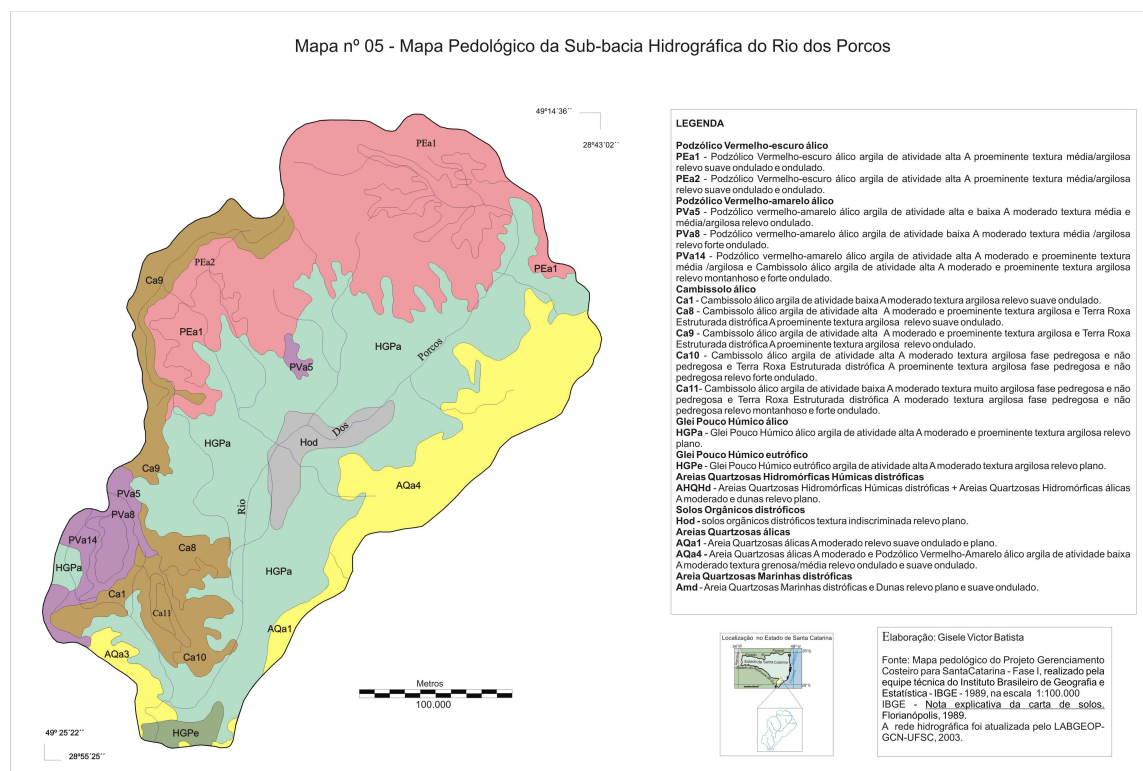 Mapa nº 05 - Mapa Pedológico da Sub-bacia Hidrográfica do Rio dos Porcos
49º14´36´´
28º43´02´´
PEa1
PEa2
Ca9
PEa1
PEa1
HGPa
Porcos
PVa5
Dos
Hod
HGPa
Ca9
AQa4
PVa5
Rio
PVa8
PVa14
Ca8
HGPa
HGPa
Ca1
Ca11
AQa1
AQa3
Ca10
HGPe
Metros
100.000
49º 25´22´´
28º55´25´´
LEGENDA
Podzólico Vermelho-escuro álico
PEa1 - Podzólico Vermelho-escuro álico argila de atividade alta A proeminente textura média/argilosa
relevo suave ondulado e ondulado.
PEa2 - Podzólico Vermelho-escuro álico argila de atividade alta A proeminente textura média/argilosa
relevo suave ondulado e ondulado.
Podzólico Vermelho-amarelo álico
PVa5 - Podzólico vermelho-amarelo álico argila de atividade alta e baixa A moderado textura média e
média/argilosa relevo ondulado.
PVa8 - Podzólico vermelho-amarelo álico argila de atividade baixa A moderado textura média /argilosa
relevo forte ondulado.
PVa14 - Podzólico vermelho-amarelo álico argila de atividade alta A moderado e proeminente textura
média /argilosa e Cambissolo álico argila de atividade alta A moderado e proeminente textura argilosa
relevo montanhoso e forte ondulado.
Cambissolo álico
Ca1 - Cambissolo álico argila de atividade baixa A moderado textura argilosa relevo suave ondulado.
Ca8 - Cambissolo álico argila de atividade alta A moderado e proeminente textura argilosa e Terra Roxa
Estruturada distrófica A proeminente textura argilosa relevo suave ondulado.
Ca9 - Cambissolo álico argila de atividade alta A moderado e proeminente textura argilosa e Terra Roxa
Estruturada distrófica A proeminente textura argilosa relevo ondulado.
Ca10 - Cambissolo álico argila de atividade alta A moderado textura argilosa fase pedregosa e não
pedregosa e Terra Roxa Estruturada distrófica A proeminente textura argilosa fase pedregosa e não
pedregosa relevo forte ondulado.
Ca11- Cambissolo álico argila de atividade baixa A moderado textura muito argilosa fase pedregosa e não
pedregosa e Terra Roxa Estruturada distrófica A moderado textura argilosa fase pedregosa e não
pedregosa relevo montanhoso e forte ondulado.
Glei Pouco Húmico álico
HGPa - Glei Pouco Húmico álico argila de atividade alta A moderado e proeminente textura argilosa relevo
plano.
Glei Pouco Húmico eutrófico
HGPe - Glei Pouco Húmico eutrófico argila de atividade alta A moderado textura argilosa relevo plano.
Areias Quartzosas Hidromórficas Húmicas distróficas
AHQHd - Areias Quartzosas Hidromórficas Húmicas distróficas + Areias Quartzosas Hidromórficas álicas
A moderado e dunas relevo plano.
Solos Orgânicos distróficos
Hod - solos orgânicos distróficos textura indiscriminada relevo plano.
Areias Quartzosas álicas
AQa1 - Areia Quartzosas álicas A moderado relevo suave ondulado e plano.
AQa4 - Areias Quartzosas álicas A moderado e Podzólico Vermelho-Amarelo álico argila de atividade baixa
A moderado textura grenosa/média relevo ondulado e suave ondulado.
Areia Quartzosas Marinhas distróficas
Amd - Areia Quartzosas Marinhas distróficas e Dunas relevo plano e suave ondulado.
Localização no Estado de Santa Catarina
Estado de Santa Catarina
Elaboração: Gisele Victor Batista
Fonte: Mapa pedológico do Projeto Gerenciamento
Costeiro para SantaCatarina - Fase I, realizado pela
equipe técnica do Instituto Brasileiro de Geografia e
Estatística - IBGE - 1989, na escala 1:100.000
IBGE - Nota explicativa da carta de solos.
Florianópolis, 1989.
A rede hidrográfica foi atualizada pelo LABGEOP-
GCN-UFSC, 2003.